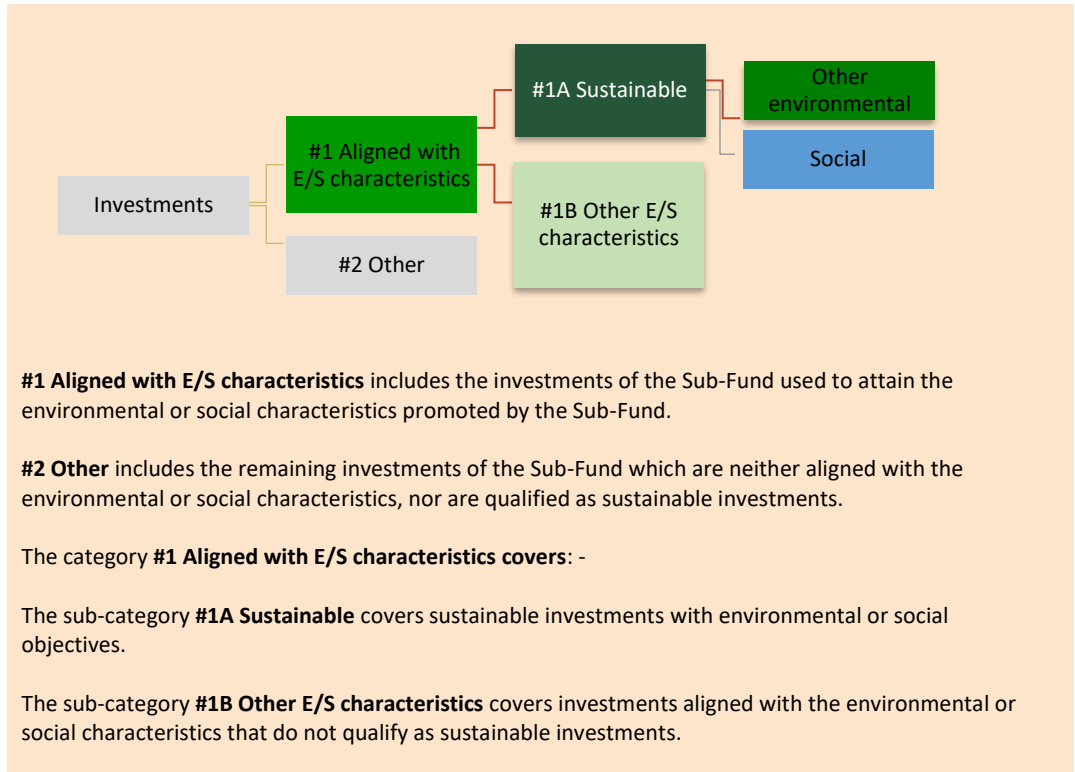 #1A Sustainable
Other
environmental
#1 Aligned with
E/S characteristics
Social
Investments
#1B Other E/S
characteristics
#2 Other
#1 Aligned with E/S characteristics includes the investments of the Sub-Fund used to attain the
environmental or social characteristics promoted by the Sub-Fund.
#2 Other includes the remaining investments of the Sub-Fund which are neither aligned with the
environmental or social characteristics, nor are qualified as sustainable investments.
The category #1 Aligned with E/S characteristics covers: -
The sub-category #1A Sustainable covers sustainable investments with environmental or social
objectives.
The sub-category #1B Other E/S characteristics covers investments aligned with the environmental or
social characteristics that do not qualify as sustainable investments.